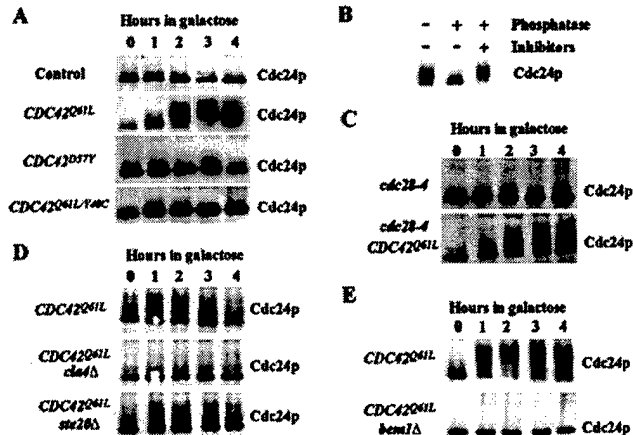 A
Hours in galactose
0 1 2 3 4
Control Cdc24p
CDC42Q61L Cdc24p
CDC42D57Y Cdc24p
CDC42Q61L/Y40C Cdc24p
B
- + + Phosphatase
- - + Inhibitors
Cdc24p
C
Hours in galactose
0 1 2 3 4
cdc28-4 Cdc24p
cdc28-4
CDC42Q61L Cdc24p
D
Hours in galactose
0 1 2 3 4
CDC42Q61L Cdc24p
CDC42Q61L
cla4Δ Cdc24p
CDC42Q61L
ste20Δ Cdc24p
E
Hours in galactose
0 1 2 3 4
CDC42Q61L Cdc24p
CDC42Q61L
bem1Δ Cdc24p